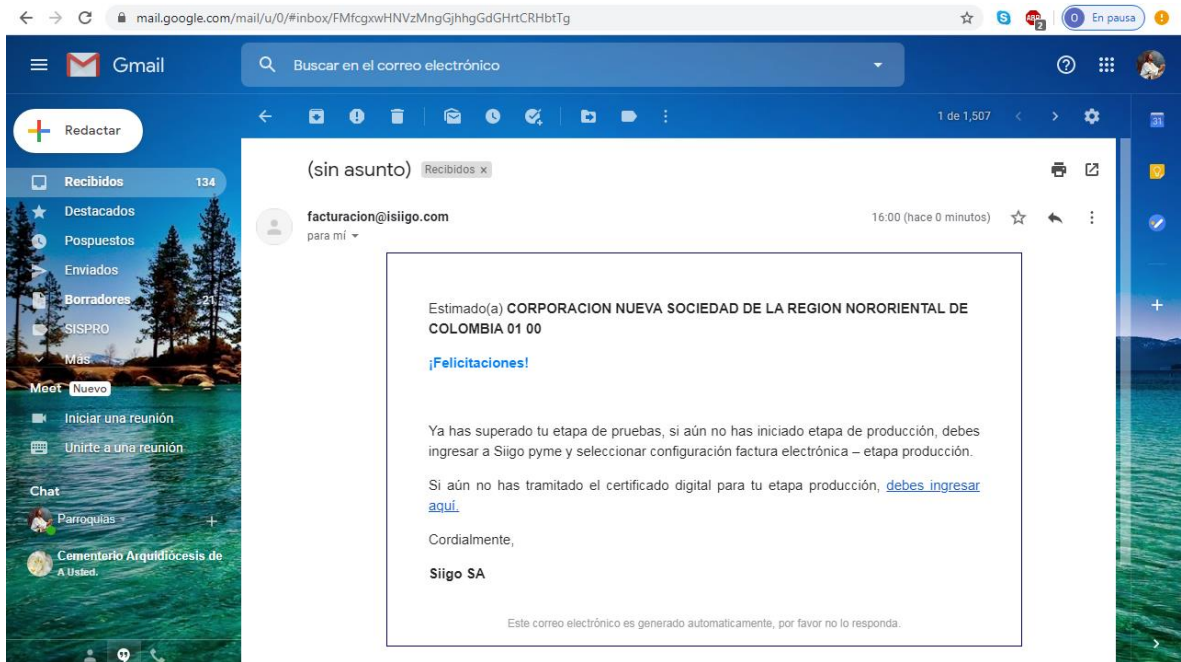 mail.google.com/mail/u/0/#inbox/FMfcgxwHNVzMngGjhhgGdGHrtCRHbtTg
ABP
2
O En pausa
Gmail
Buscar en el correo electrónico
Redactar
1 de 1,507
31
(sin asunto) Recibidos x
Recibidos 134
Destacados
Pospuestos
Enviados
Borradores 21
SISPRO
Más
Meet Nuevo
Iniciar una reunión
Unirte a una reunión
Chat
Parroquias
Cementerio Arquidiócesis de
A Usted.
facturacion@isiigo.com
16:00 (hace 0 minutos)
para mí
Estimado(a) CORPORACION NUEVA SOCIEDAD DE LA REGION NORORIENTAL DE
COLOMBIA 01 00
¡Felicitaciones!
Ya has superado tu etapa de pruebas, si aún no has iniciado etapa de producción, debes
ingresar a Siigo pyme y seleccionar configuración factura electrónica – etapa producción.
Si aún no has tramitado el certificado digital para tu etapa producción, debes ingresar
aquí.
Cordialmente,
Siigo SA
Este correo electrónico es generado automaticamente, por favor no lo responda.